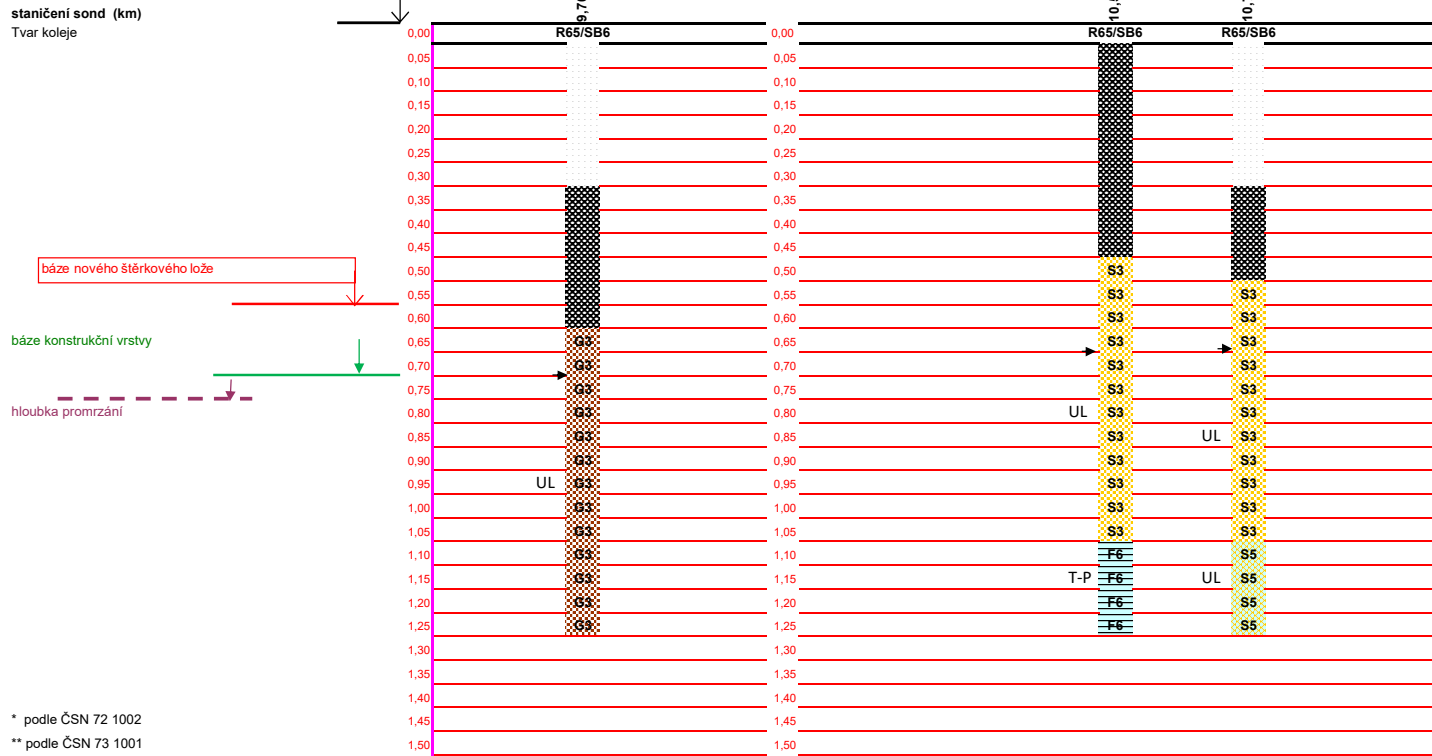 staničení sond (km)
9,70
Tvar koleje
0,00 R65/SB6 0,00 R65/SB6 R65/SB6
0,05 0,05
0,10 0,10
0,15 0,15
0,20 0,20
0,25 0,25
0,30 0,30
0,35 0,35
0,40 0,40
0,45 0,45
báze nového štěrkového lože
0,50 0,50 S3
0,55 0,55 S3 S3
0,60 0,60 S3 S3
báze konstrukční vrstvy
0,65 G3 0,65 S3 S3
0,70 G3 0,70 S3 S3
0,75 G3 0,75 S3 S3
hloubka promrzání
0,80 G3 0,80 UL S3 S3
0,85 G3 0,85 S3 UL S3
0,90 G3 0,90 S3 S3
0,95 UL G3 0,95 S3 S3
1,00 G3 1,00 S3 S3
1,05 G3 1,05 S3 S3
1,10 G3 1,10 F6 S5
1,15 G3 1,15 T-P F6 UL S5
1,20 G3 1,20 F6 S5
1,25 G3 1,25 F6 S5
1,30 1,30
1,35 1,35
1,40 1,40
* podle ČSN 72 1002
1,45 1,45
** podle ČSN 73 1001
1,50 1,50